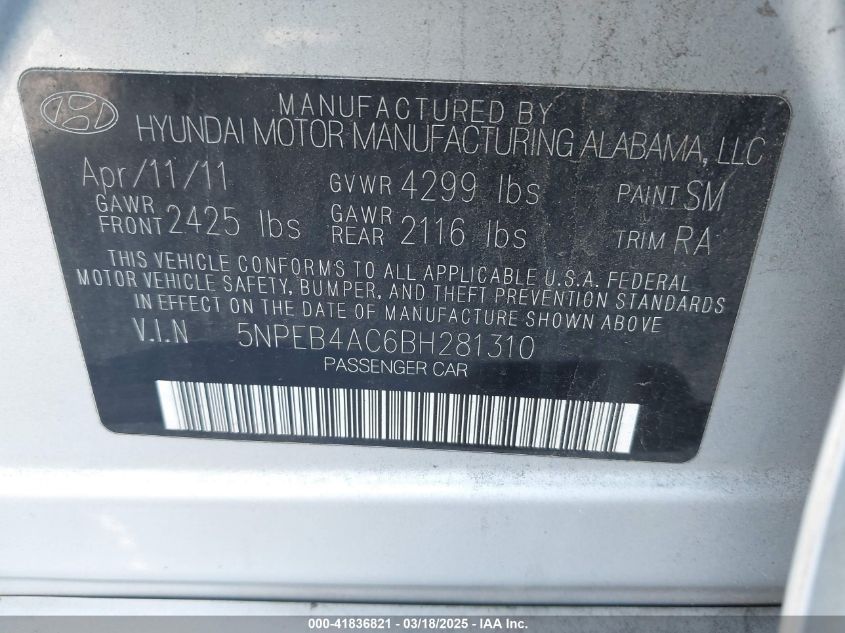 MANUFACTURED BY
HYUNDAI MOTOR MANUFACTURING ALABAMA, LLC
Apr/11/11 GVWR 4299 lbs PAINT SM
GAWR FRONT 2425 lbs GAWR REAR 2116 lbs TRIM RA
THIS VEHICLE CONFORMS TO ALL APPLICABLE U.S.A. FEDERAL
MOTOR VEHICLE SAFETY, BUMPER, AND THEFT PREVENTION STANDARDS
IN EFFECT ON THE DATE OF MANUFACTURE SHOWN ABOVE
V.I.N 5NPEB4AC6BH281310
PASSENGER CAR
000-41836821 - 03/18/2025 - IAA Inc.